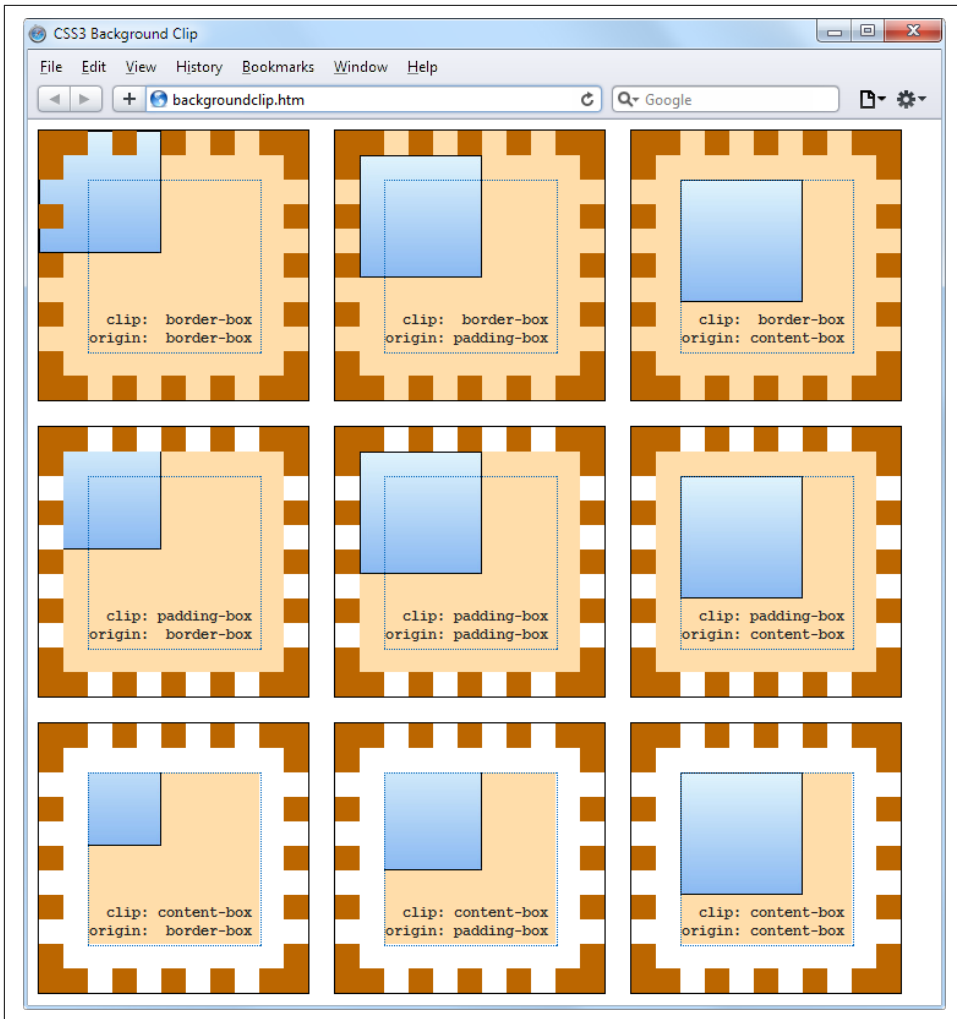 CSS3 Background Clip
File Edit View History Bookmarks Window Help
backgroundclip.htm
Google
clip: border-box
origin: border-box
clip: border-box
origin: padding-box
clip: border-box
origin: content-box
clip: padding-box
origin: border-box
clip: padding-box
origin: padding-box
clip: padding-box
origin: content-box
clip: content-box
origin: border-box
clip: content-box
origin: padding-box
clip: content-box
origin: content-box